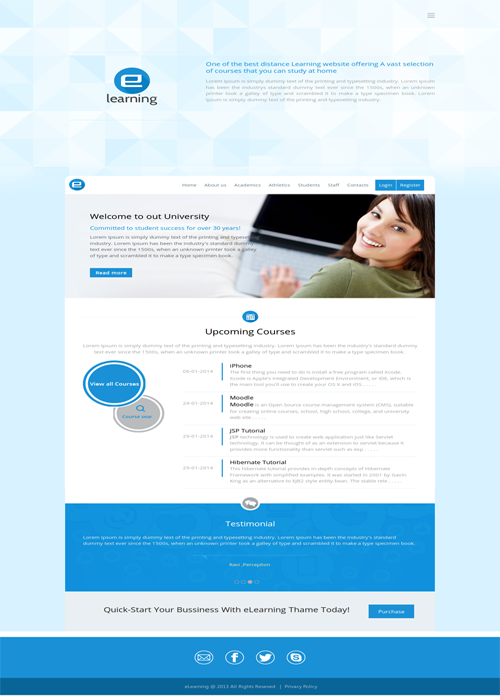 One of the best distance Learning website offering A vast selection
of courses that you can study at home
Lorem Ipsum is simply dummy text of the printing and typesetting industry. Lorem Ipsum
has been the industrys standard dummy text ever since the 1500s, when an unknown
printer took a galley of type and scramble it to make a type specimen book. Lorem
Ipsum is simply dummy text of the printing and typesetting industry.
e
learning
e
Home About us Academics Athletics Students Staff Contacts Login Register
Welcome to out University
Committed to student success for over 30 years!
Lorem Ipsum is simply dummy text of the printing and typesetting
industry. Lorem Ipsum has been the industry's standard dummy text
ever since the 1500s, when an unknown printer took a galley
of type and scrambled it to make a type specimen book.
Read more
Upcoming Courses
Lorem Ipsum is simply dummy text of the printing and typesetting industry. Lorem Ipsum has been the industry's standard dummy
text ever since the 1500s, when an unknown printer took a galley of type and scrambled it to make a type specimen book.
View all Courses
Course over
06-01-2014
iPhone
The first thing you need to do is install a free program called Xcode.
Xcode is Apple's Integrated Development Environment, or IDE, which is
the main tool you'll use to create your OS X and iOS . . . . .
24-01-2014
Moodle
Moodle is an Open Source course management system (CMS), suitable
for creating online courses, school, high school, college, and university
web site . . . . .
29-01-2014
JSP Tutorial
JSP technology is used to create web application just like Servlet
technology. It can be thought of as an extension to servlet because it
provides more functionality than servlet such as exp . . . . .
29-01-2014
Hibernate Tutorial
This hibernate tutorial provides in-depth concepts of Hibernate
Framework with simplified examples. It was started in 2001 by Gavin
King as an alternative to EJB2 style entity bean. The stable rele . . . . .
Testimonial
Lorem Ipsum is simply dummy text of the printing and typesetting industry. Lorem Ipsum has been the industry's standard
dummy text ever since the 1500s, when an unknown printer took a galley of type and scrambled it to make a type specimen book.
Ravi ,Perception
Quick-Start Your Bussiness With eLearning Thame Today!
Purchase
eLearning @ 2013 All Rights Reseved | Privacy Policy